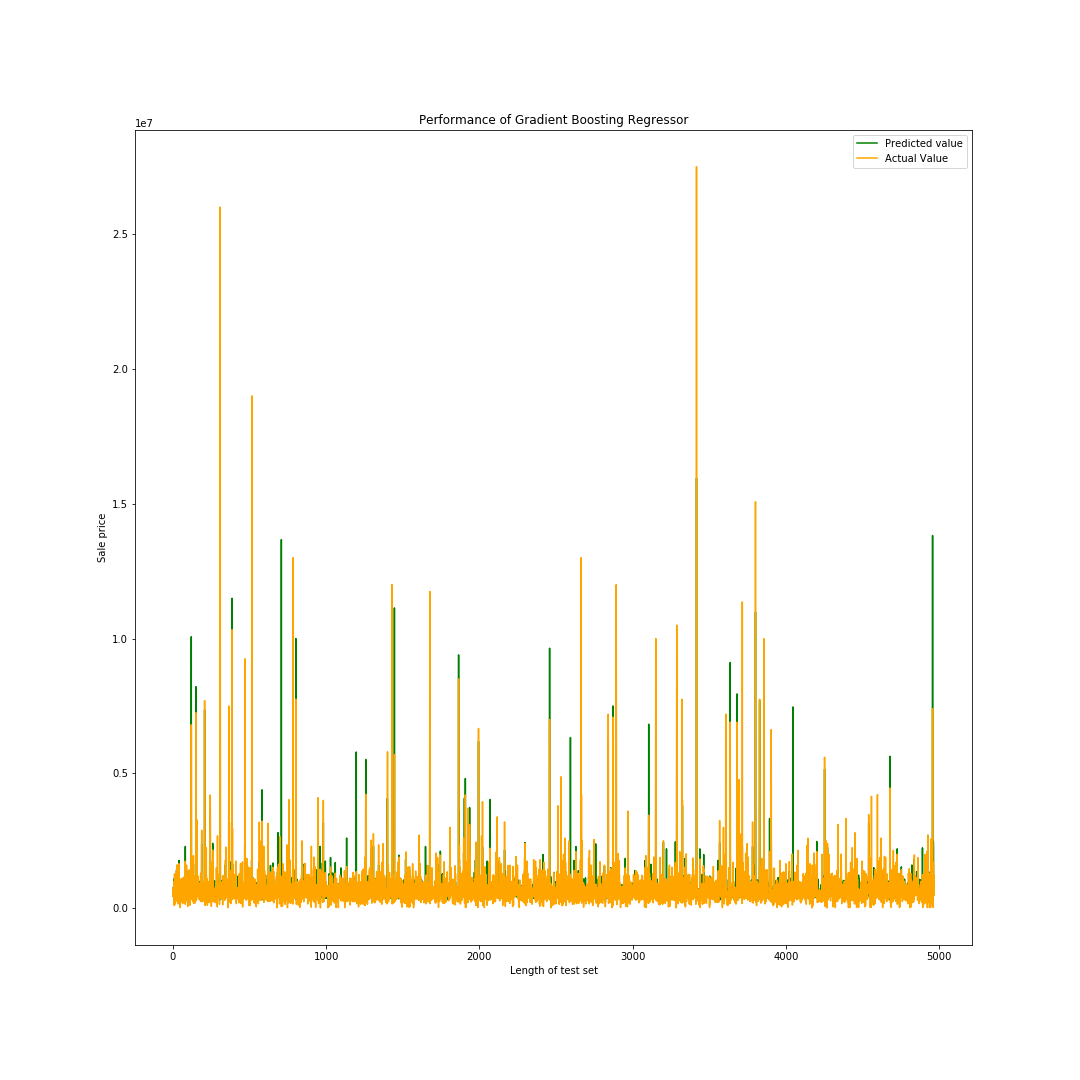 Performance of Gradient Boosting Regressor
1e7
Predicted value
Actual Value
2.5
2.0
1.5
1.0
0.5
0.0
Sale price
0 1000 2000 3000 4000 5000
Length of test set